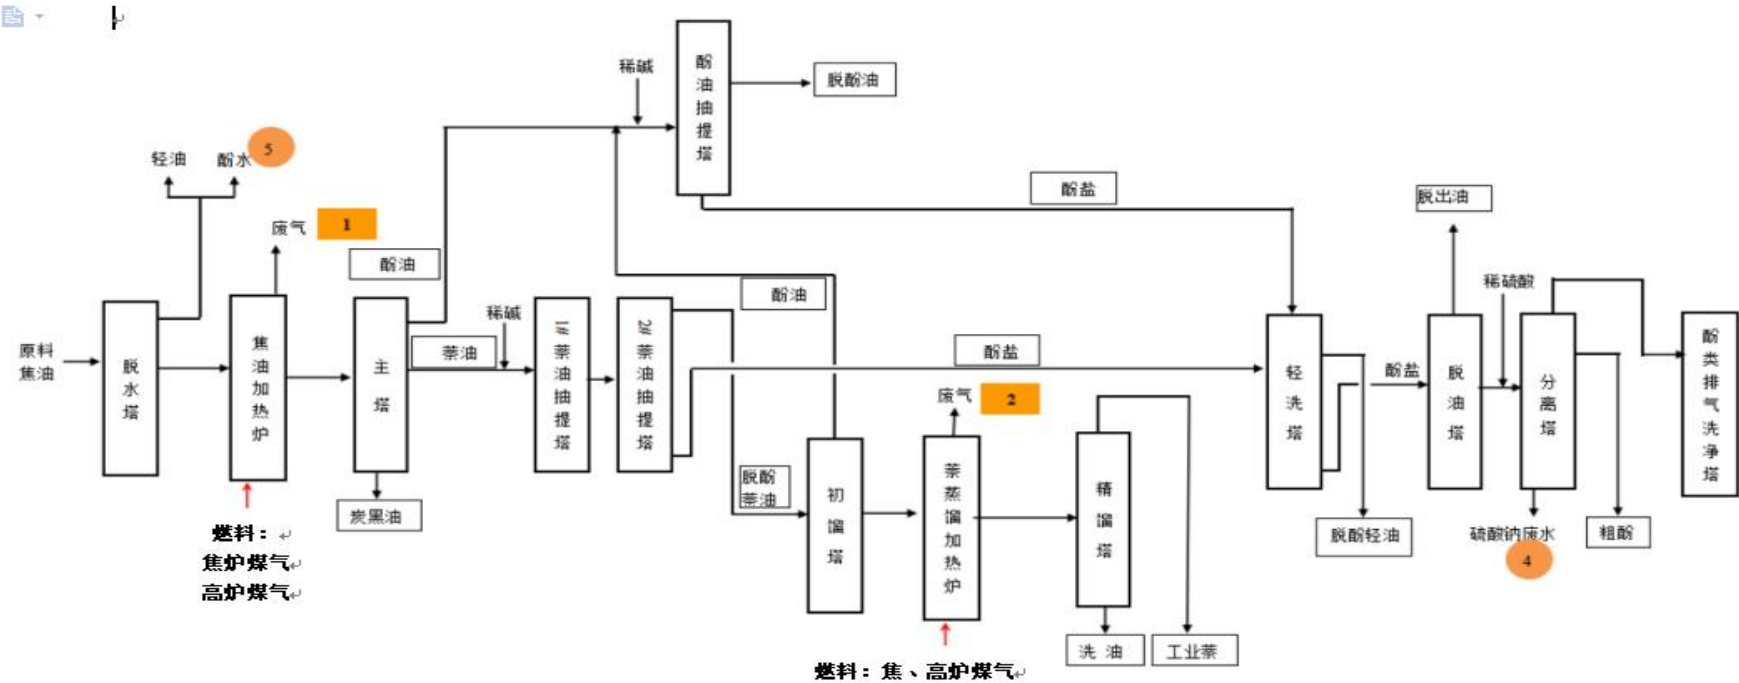 稀碱
酚油抽提塔
脱酚油
轻油
酚水
5
废气
1
酚油
酚盐
脱出油
原料
焦油
脱水塔
焦油加热炉
主塔
萘油
稀碱
1#萘油抽提塔
2#萘油抽提塔
酚油
酚盐
轻洗塔
酚盐
脱油塔
稀硫酸
分离塔
酚类排气洗净塔
炭黑油
燃料：
焦炉煤气
高炉煤气
脱酚
萘油
初馏塔
废气
2
萘蒸馏加热炉
精馏塔
脱酚轻油
硫酸钠废水
4
粗酚
洗 油
工业萘
燃料：焦、高炉煤气